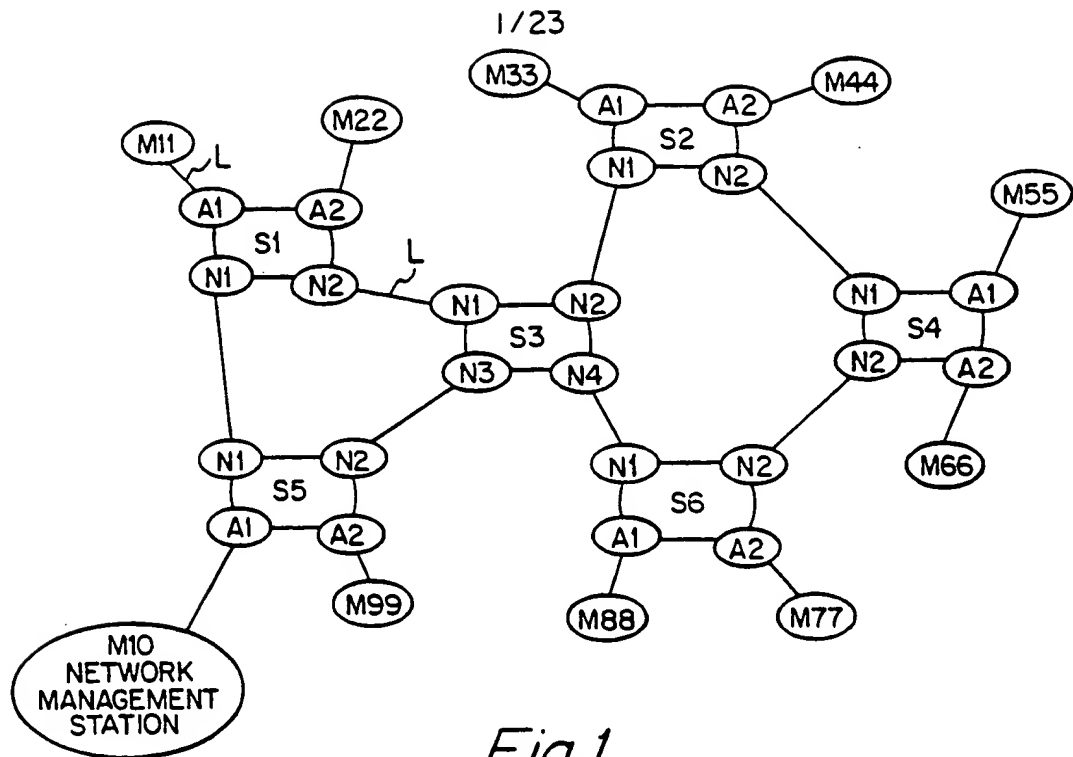 1/23
M33
M44
A1
A2
S2
N1
N2
M11
L
M22
A1
A2
S1
N1
N2
L
M55
N1
N2
S3
N3
N4
N1
A1
S4
N2
A2
M66
N1
N2
S5
A1
A2
M99
N1
N2
S6
A1
A2
M88
M77
M10
NETWORK
MANAGEMENT
STATION
Fig.1